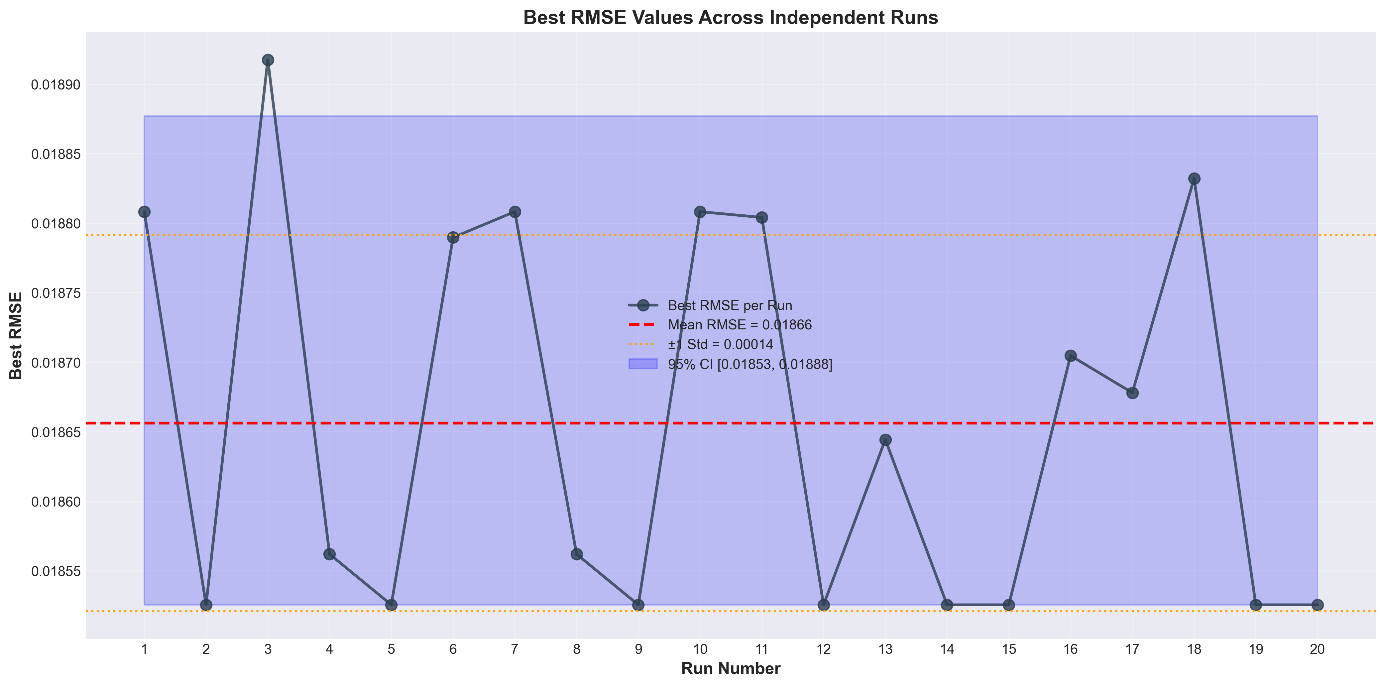 Best RMSE Values Across Independent Runs
0.01890
0.01885
0.01880
0.01875
0.01870
0.01865
0.01860
0.01855
Best RMSE
Best RMSE per Run
Mean RMSE = 0.01866
±1 Std = 0.00014
95% CI [0.01853, 0.01888]
1 2 3 4 5 6 7 8 9 10 11 12 13 14 15 16 17 18 19 20
Run Number